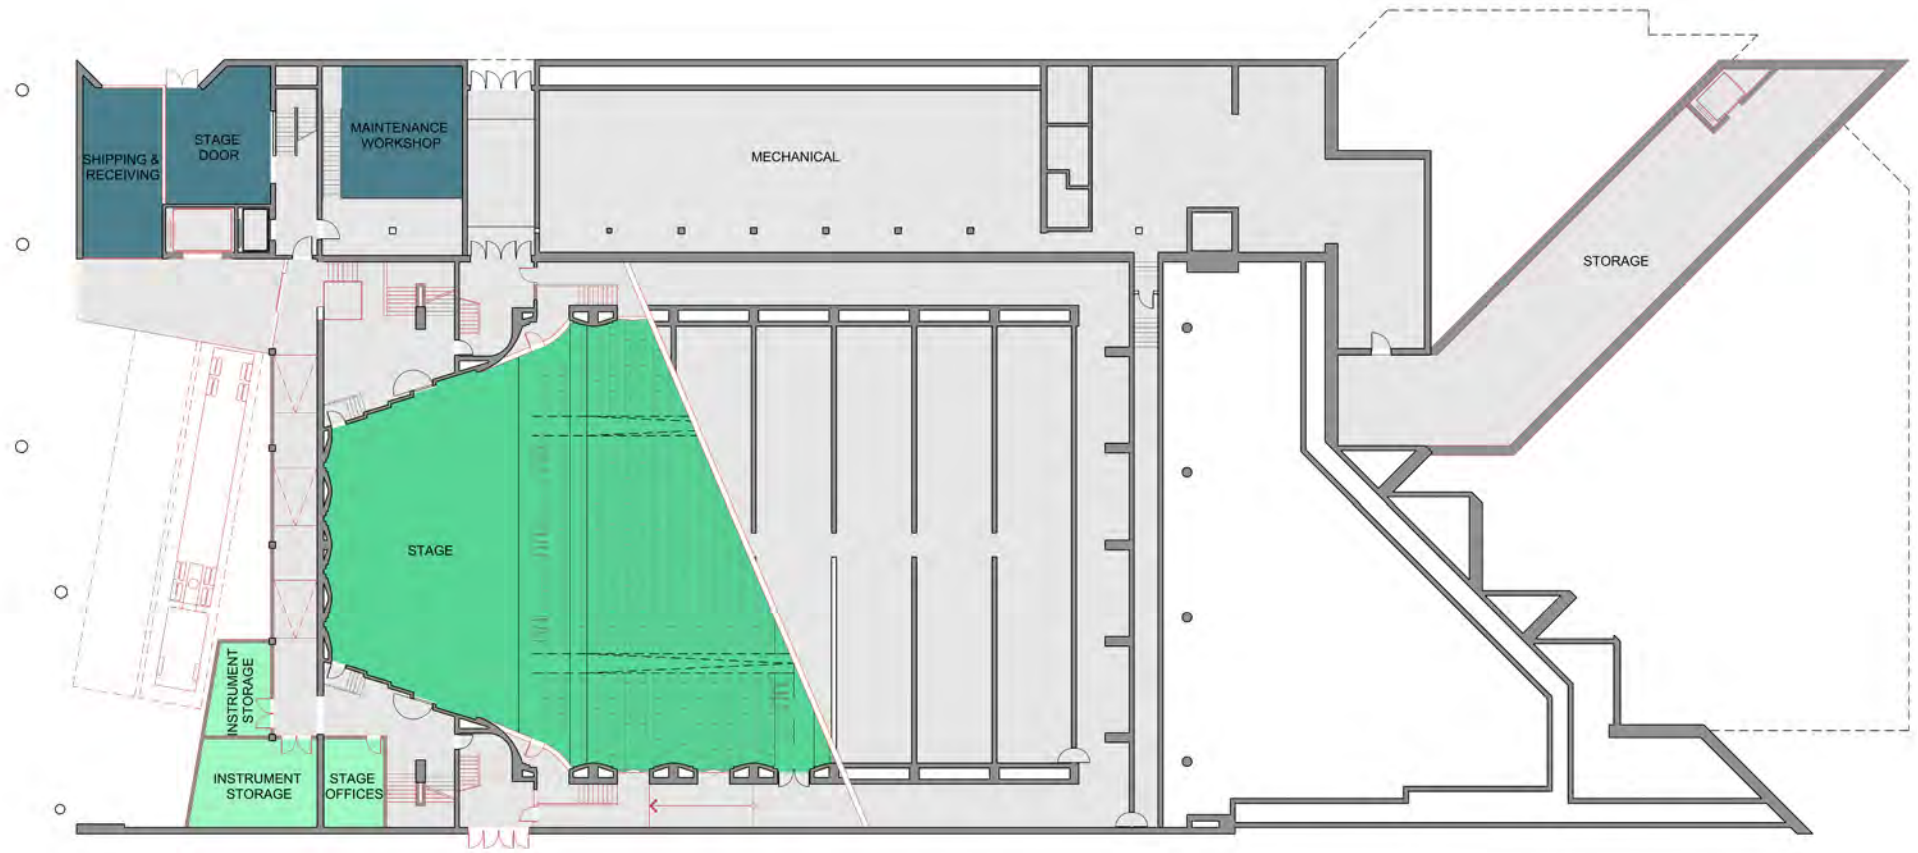 MAINTENANCE
WORKSHOP
STAGE
DOOR
SHIPPING &
RECEIVING
MECHANICAL
STORAGE
STAGE
INSTRUMENT
STORAGE
INSTRUMENT
STORAGE
STAGE
OFFICES